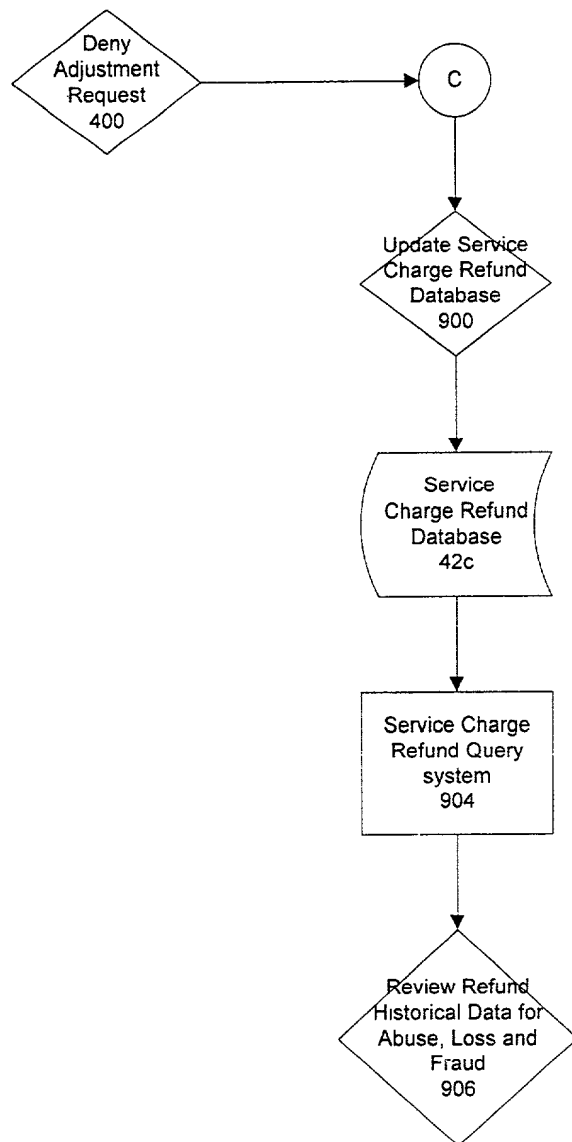 Deny
Adjustment
Request
400
C
Update Service
Charge Refund
Database
900
Service
Charge Refund
Database
42c
Service Charge
Refund Query
system
904
Review Refund
Historical Data for
Abuse, Loss and
Fraud
906